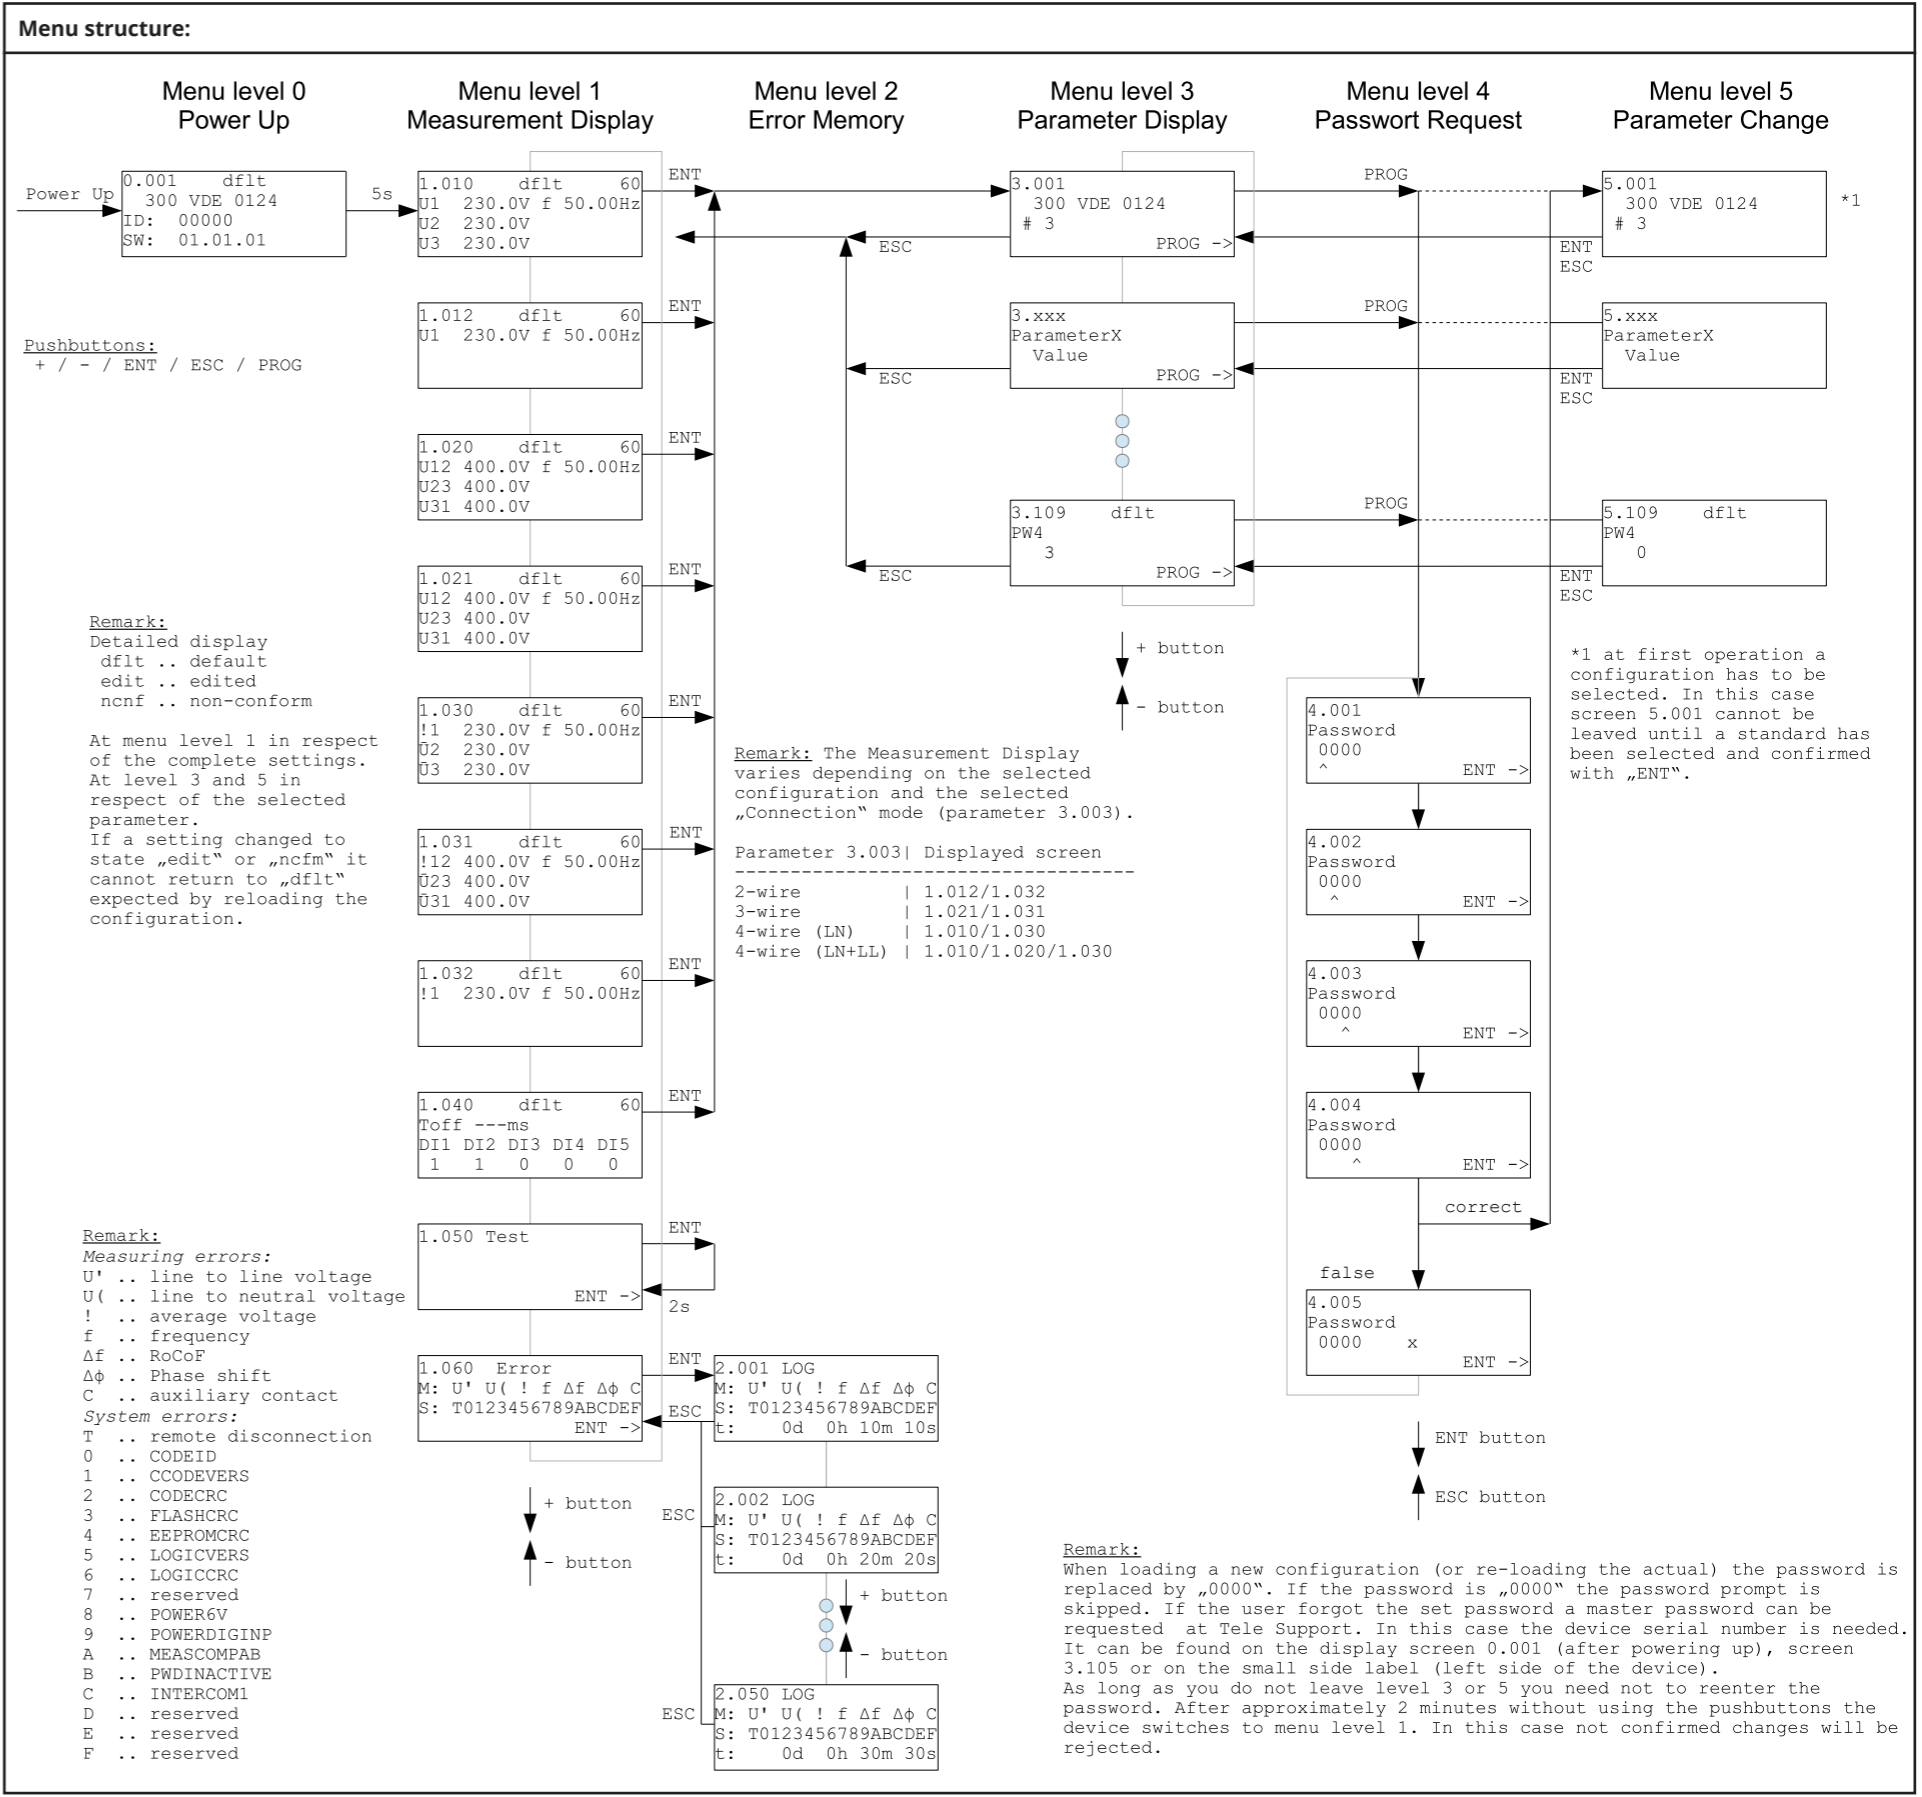 Menu structure:
Menu level 0
Power Up
Menu level 1
Measurement Display
Menu level 2
Error Memory
Menu level 3
Parameter Display
Menu level 4
Passwort Request
Menu level 5
Parameter Change
Power Up
0.001 dflt
300 VDE 0124
ID: 00000
SW: 01.01.01
5s
Pushbuttons:
+ / - / ENT / ESC / PROG
Remark:
Detailed display
dflt .. default
edit .. edited
ncnf .. non-conform
At menu level 1 in respect
of the complete settings.
At level 3 and 5 in
respect of the selected
parameter.
If a setting changed to
state „edit“ or „ncfm“ it
cannot return to „dflt“
expected by reloading the
configuration.
Remark:
Measuring errors:
U' .. line to line voltage
U( .. line to neutral voltage
! .. average voltage
f .. frequency
Δf .. RoCoF
Δϕ .. Phase shift
C .. auxiliary contact
System errors:
T .. remote disconnection
0 .. CODEID
1 .. CCODEVERS
2 .. CODECRC
3 .. FLASHCRC
4 .. EEPROMCRC
5 .. LOGICVERS
6 .. LOGICCRC
7 .. reserved
8 .. POWER6V
9 .. POWERDIGINP
A .. MEASCOMPAB
B .. PWDINACTIVE
C .. INTERCOM1
D .. reserved
E .. reserved
F .. reserved
1.010 dflt 60
U1 230.0V f 50.00Hz
U2 230.0V
U3 230.0V
ENT
1.012 dflt 60
U1 230.0V f 50.00Hz
ENT
1.020 dflt 60
U12 400.0V f 50.00Hz
U23 400.0V
U31 400.0V
ENT
1.021 dflt 60
U12 400.0V f 50.00Hz
U23 400.0V
U31 400.0V
ENT
1.030 dflt 60
!1 230.0V f 50.00Hz
Ū2 230.0V
Ū3 230.0V
ENT
1.031 dflt 60
!12 400.0V f 50.00Hz
Ū23 400.0V
Ū31 400.0V
ENT
1.032 dflt 60
!1 230.0V f 50.00Hz
ENT
1.040 dflt 60
Toff ---ms
DI1 DI2 DI3 DI4 DI5
1 1 0 0 0
ENT
1.050 Test
ENT ->
ENT
2s
1.060 Error
M: U' U( ! f Δf Δϕ C
S: T0123456789ABCDEF
ENT ->
ENT
ESC
+ button
- button
2.001 LOG
M: U' U( ! f Δf Δϕ C
S: T0123456789ABCDEF
t: 0d 0h 10m 10s
ESC
2.002 LOG
M: U' U( ! f Δf Δϕ C
S: T0123456789ABCDEF
t: 0d 0h 20m 20s
+ button
- button
ESC
2.050 LOG
M: U' U( ! f Δf Δϕ C
S: T0123456789ABCDEF
t: 0d 0h 30m 30s
Remark: The Measurement Display
varies depending on the selected
configuration and the selected
„Connection“ mode (parameter 3.003).
Parameter 3.003| Displayed screen
------------------------------------
2-wire | 1.012/1.032
3-wire | 1.021/1.031
4-wire (LN) | 1.010/1.030
4-wire (LN+LL) | 1.010/1.020/1.030
3.001
300 VDE 0124
# 3
PROG ->
ESC
PROG
3.xxx
ParameterX
Value
PROG ->
ESC
PROG
3.109 dflt
PW4
3
PROG ->
ESC
PROG
+ button
- button
4.001
Password
0000
^ ENT ->
4.002
Password
0000
^ ENT ->
4.003
Password
0000
^ ENT ->
4.004
Password
0000
^ ENT ->
correct
false
4.005
Password
0000 x
ENT ->
ENT button
ESC button
5.001
300 VDE 0124
# 3
*1
ENT
ESC
5.xxx
ParameterX
Value
ENT
ESC
5.109 dflt
PW4
0
ENT
ESC
*1 at first operation a
configuration has to be
selected. In this case
screen 5.001 cannot be
leaved until a standard has
been selected and confirmed
with „ENT“.
Remark:
When loading a new configuration (or re-loading the actual) the password is
replaced by „0000“. If the password is „0000“ the password prompt is
skipped. If the user forgot the set password a master password can be
requested at Tele Support. In this case the device serial number is needed.
It can be found on the display screen 0.001 (after powering up), screen
3.105 or on the small side label (left side of the device).
As long as you do not leave level 3 or 5 you need not to reenter the
password. After approximately 2 minutes without using the pushbuttons the
device switches to menu level 1. In this case not confirmed changes will be
rejected.